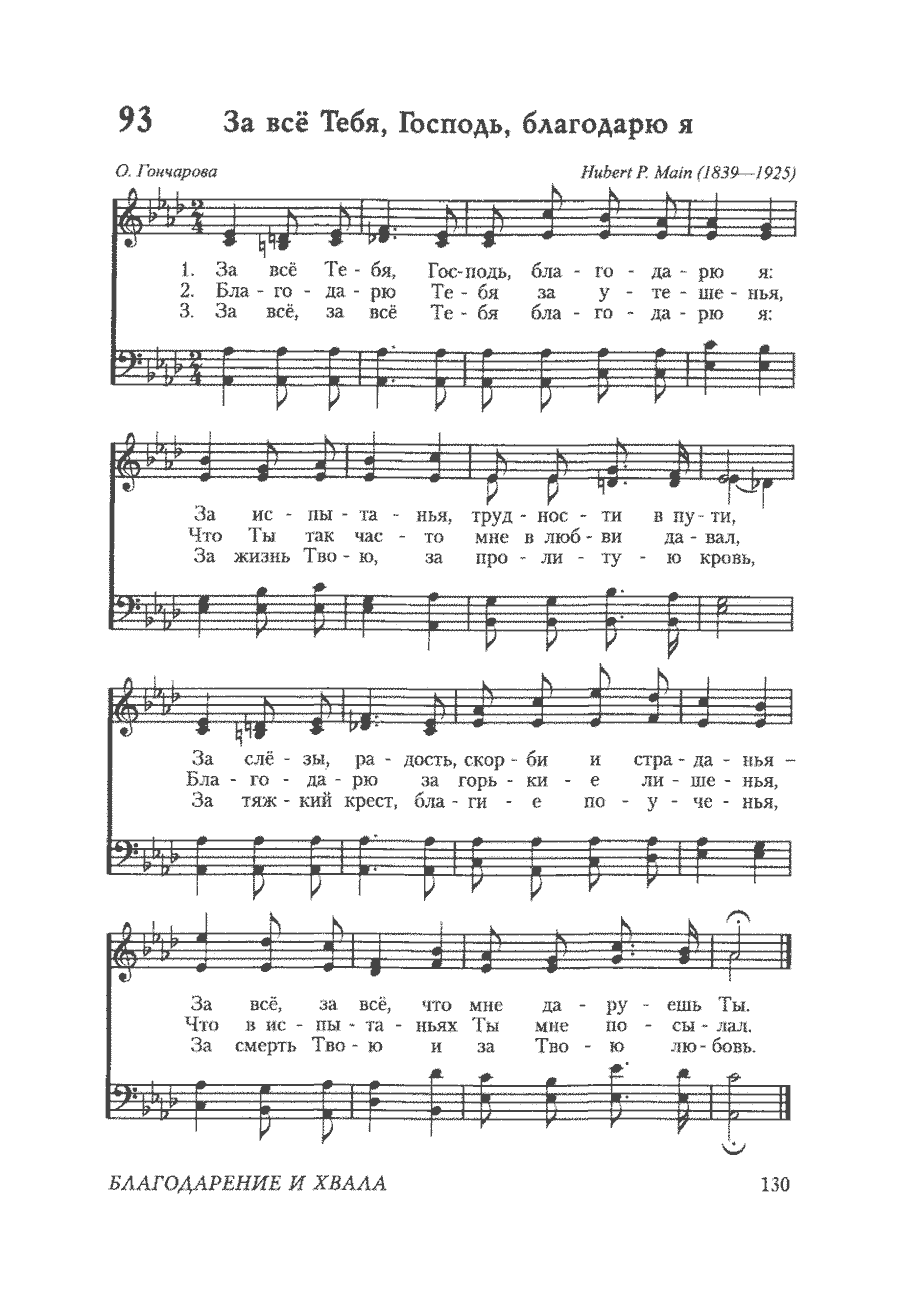 93 За всё Тебя, Господь, благодарю я
О. Гончарова Hubert P. Main (1839—1925)
1. За всё Те - бя, Гос-подь, бла - го - да - рю я:
2. Бла - го - да - рю Те - бя за у - те - ше - нья,
3. За всё, за всё Те - бя бла - го - да - рю я:
За ис - пы - та - нья, труд - нос - ти в пу - ти,
Что Ты так час - то мне в люб - ви да - вал,
За жизнь Тво - ю, за про - ли - ту - ю кровь,
За слё - зы, ра - дость, скор - би и стра - да - нья –
Бла - го - да - рю за горь - ки - е ли - ше - нья,
За тяж - кий крест, бла - ги - е по - у - че - нья,
За всё, за всё, что мне да - ру - ешь Ты.
Что в ис - пы - та - ньях Ты мне по - сы - лал.
За смерть Тво - ю и за Тво - ю лю - бовь.
БЛАГОДАРЕНИЕ И ХВАЛА 130